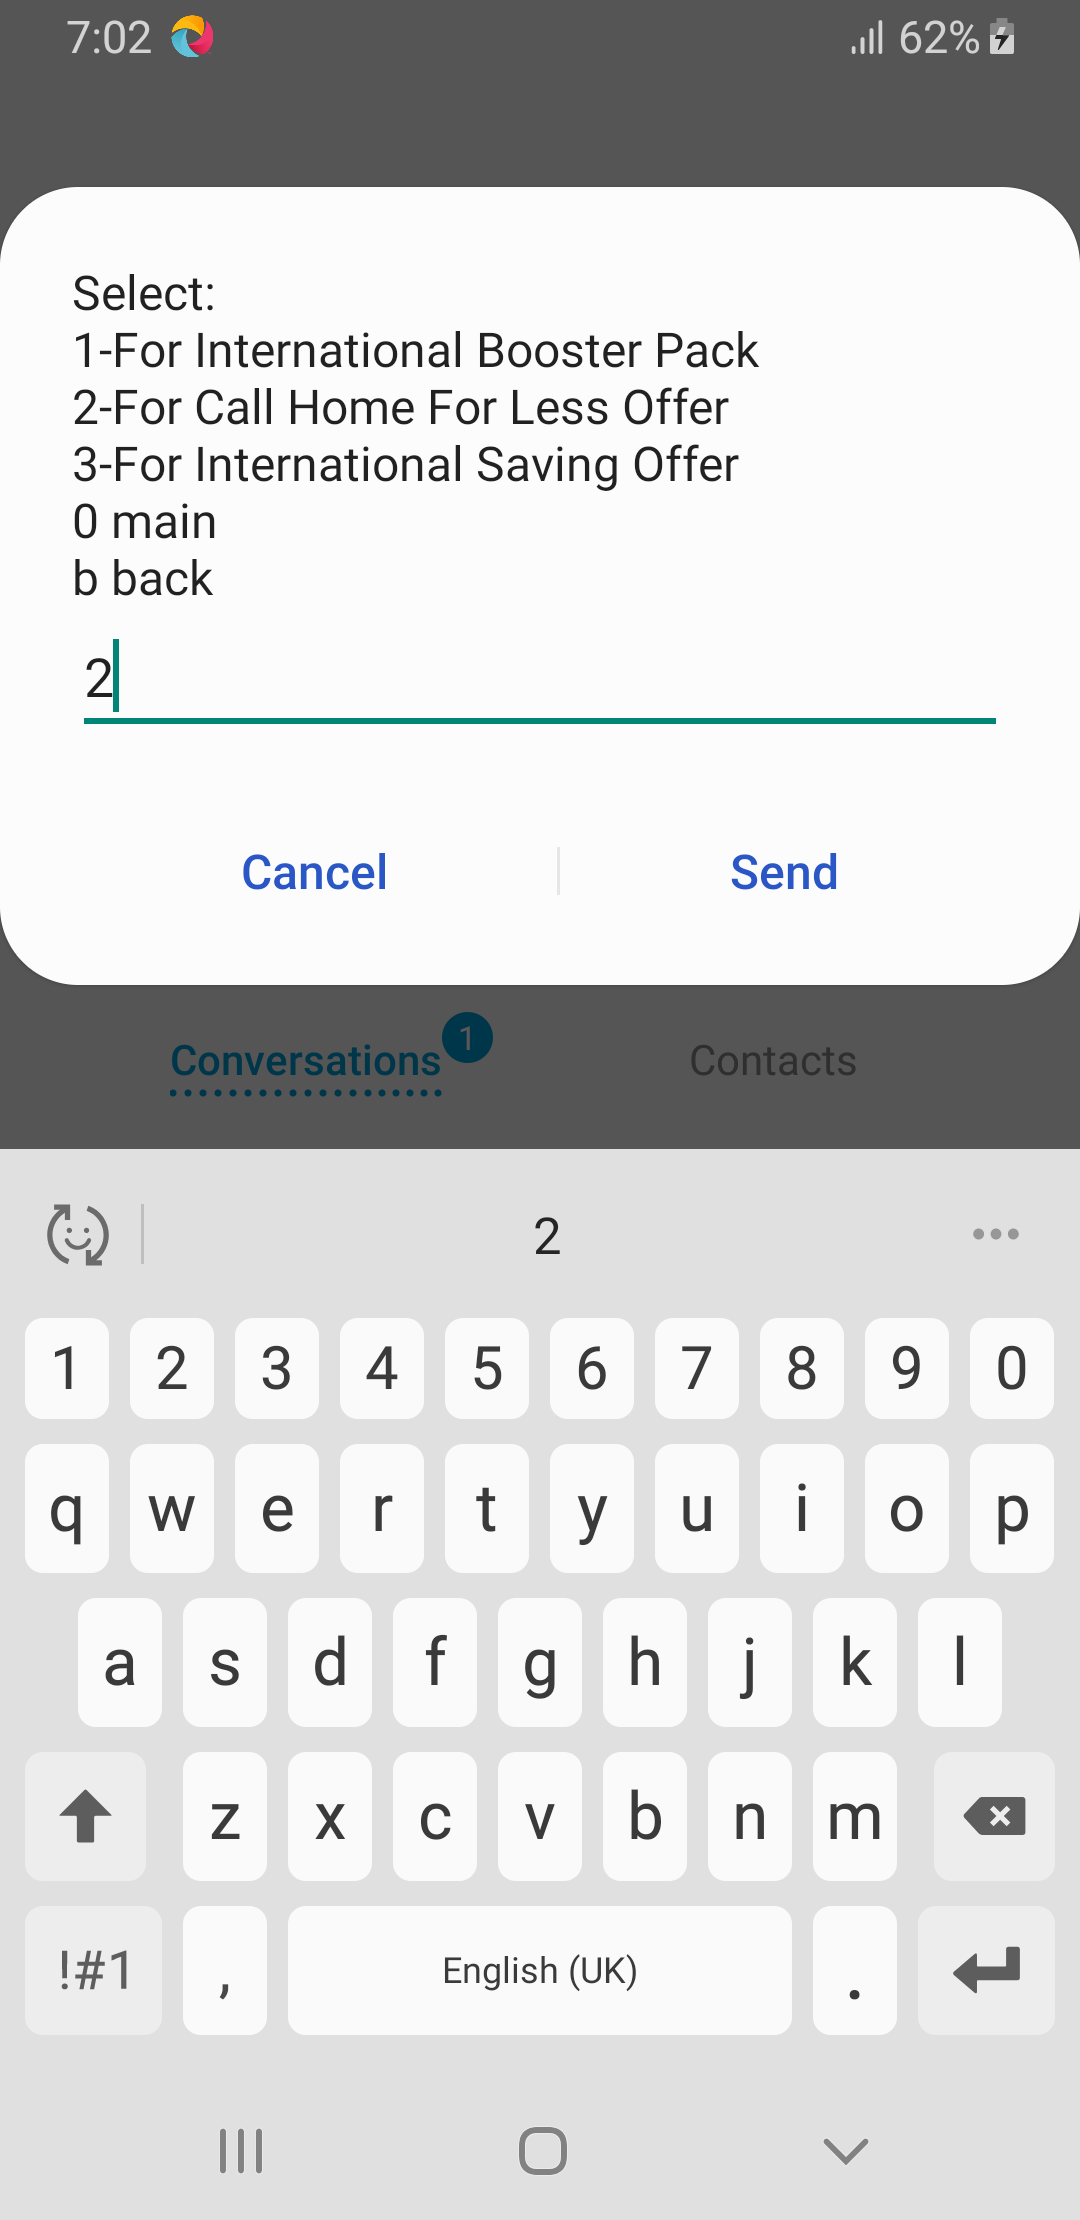 7:02 62%
Select:
1-For International Booster Pack
2-For Call Home For Less Offer
3-For International Saving Offer
0 main
b back
2
Cancel Send
Conversations 1 Contacts
2
1 2 3 4 5 6 7 8 9 0
q w e r t y u i o p
a s d f g h j k l
z x c v b n m
!#1 , English (UK) .